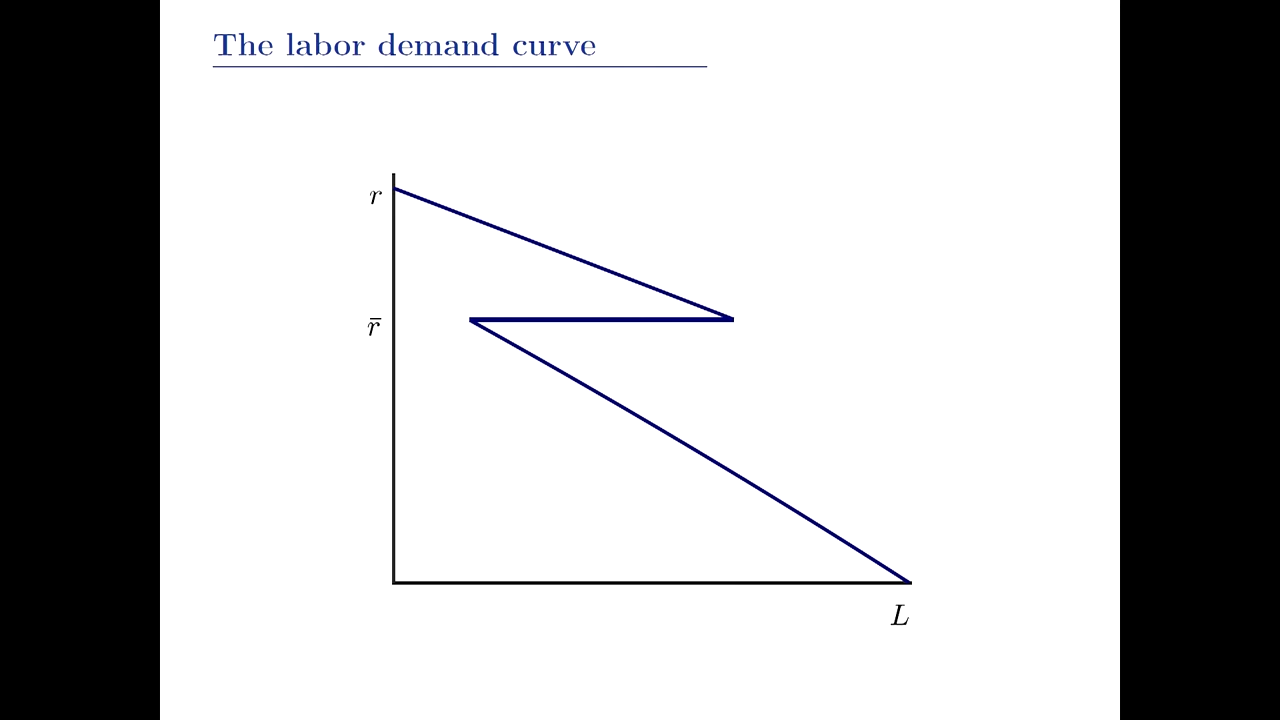 The labor demand curve
r
r̄
L